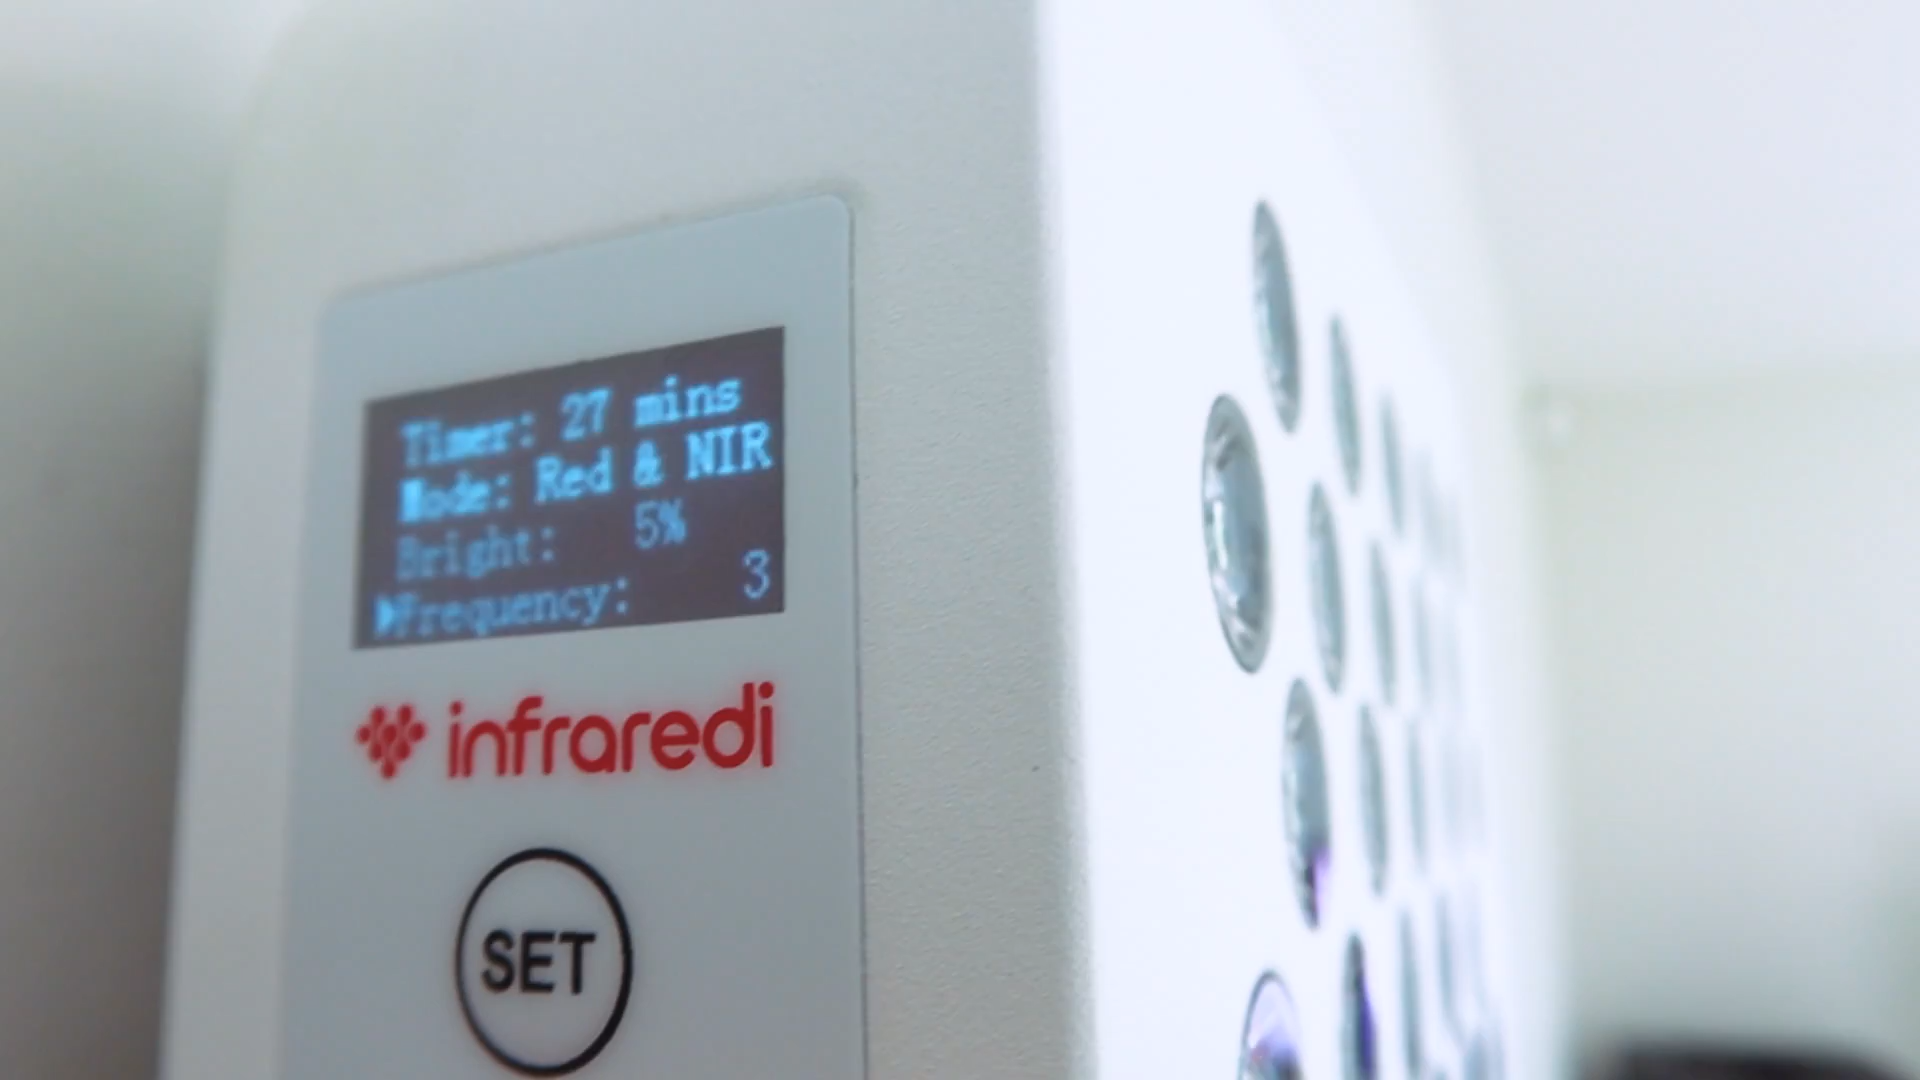 Timer: 27 mins
Mode: Red & NIR
Bright: 5%
▶Frequency: 3
infraredi
SET